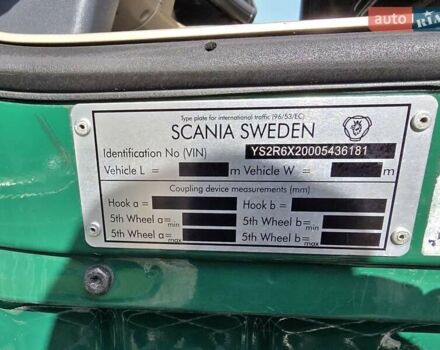 auto RIA
Type plate for international traffic (96/53/EC)
SCANIA SWEDEN
Identification No (VIN) YS2R6X20005436181
Vehicle L = m Vehicle W = m
Coupling device measurements (mm)
Hook a = Hook b =
5th Wheel a= min 5th Wheel b= min
5th Wheel a= max 5th Wheel b= max